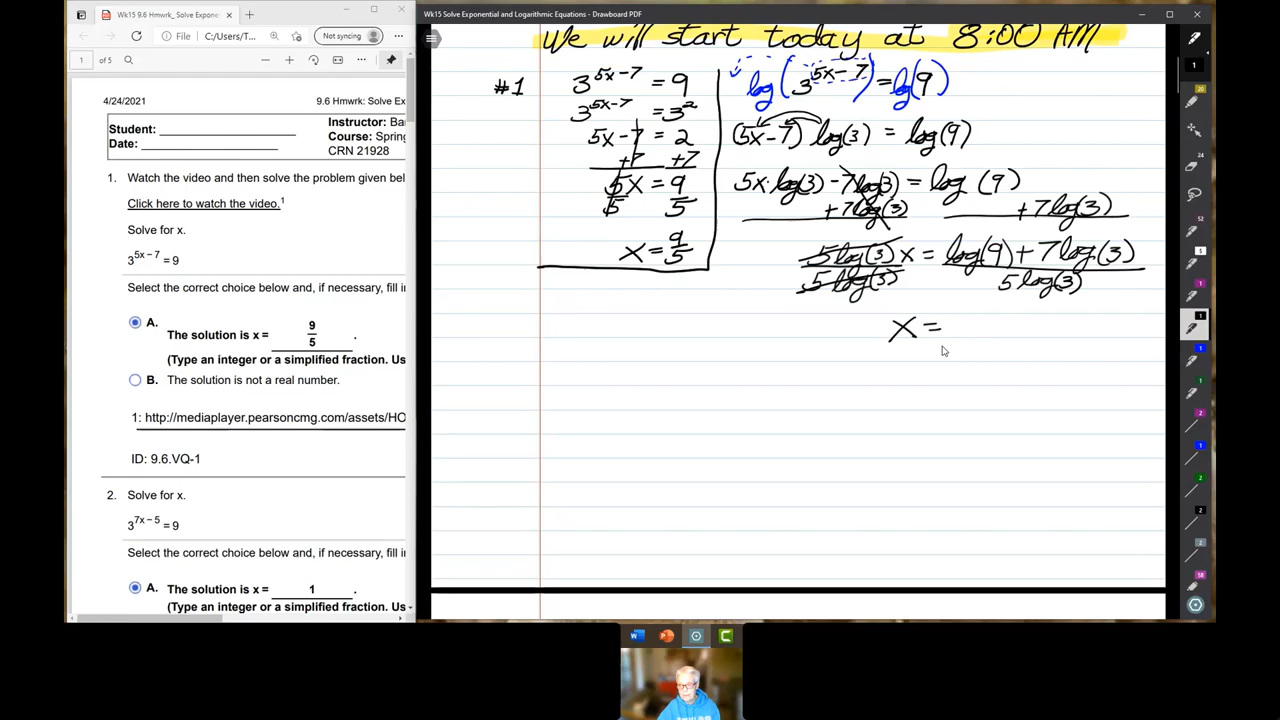 Wk15 9.6 Hmwrk_ Solve Expone
File
C:/Users/T...
Not syncing
1 of 5
4/24/2021
9.6 Hmwrk: Solve Ex
Student:
Date:
Instructor: Ba
Course: Spring
CRN 21928
1. Watch the video and then solve the problem given bel
Click here to watch the video.¹
Solve for x.
3^(5x − 7) = 9
Select the correct choice below and, if necessary, fill in
A. The solution is x = 9/5 .
(Type an integer or a simplified fraction. Us
B. The solution is not a real number.
1: http://mediaplayer.pearsoncmg.com/assets/HO
ID: 9.6.VQ-1
2. Solve for x.
3^(7x − 5) = 9
Select the correct choice below and, if necessary, fill in
A. The solution is x = 1 .
(Type an integer or a simplified fraction. Us
Wk15 Solve Exponential and Logarithmic Equations - Drawboard PDF
We will start today at 8:00 AM
#1
3^(5x−7) = 9
3^(5x−7) = 3^2
5x−7 = 2
+7 +7
5x = 9
5 5
x = 9/5
log(3^(5x−7)) = log(9)
(5x−7) log(3) = log(9)
5x·log(3) − 7log(3) = log(9)
+7log(3) +7log(3)
5log(3)x = log(9) + 7log(3)
5log(3) 5log(3)
x =